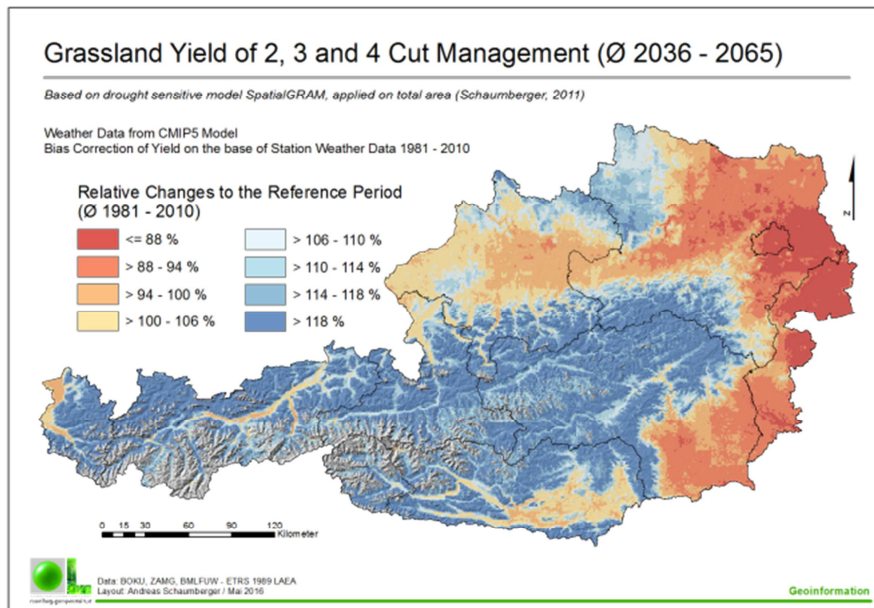 Grassland Yield of 2, 3 and 4 Cut Management (Ø 2036 - 2065)
Based on drought sensitive model SpatialGRAM, applied on total area (Schaumberger, 2011)
Weather Data from CMIP5 Model
Bias Correction of Yield on the base of Station Weather Data 1981 - 2010
Relative Changes to the Reference Period
(Ø 1981 - 2010)
<= 88 %
> 88 - 94 %
> 94 - 100 %
> 100 - 106 %
> 106 - 110 %
> 110 - 114 %
> 114 - 118 %
> 118 %
N
0 15 30 60 90 120
Kilometer
Data: BOKU, ZAMG, BMLFUW - ETRS 1989 LAEA
Layout: Andreas Schaumberger / Mai 2016
Geoinformation